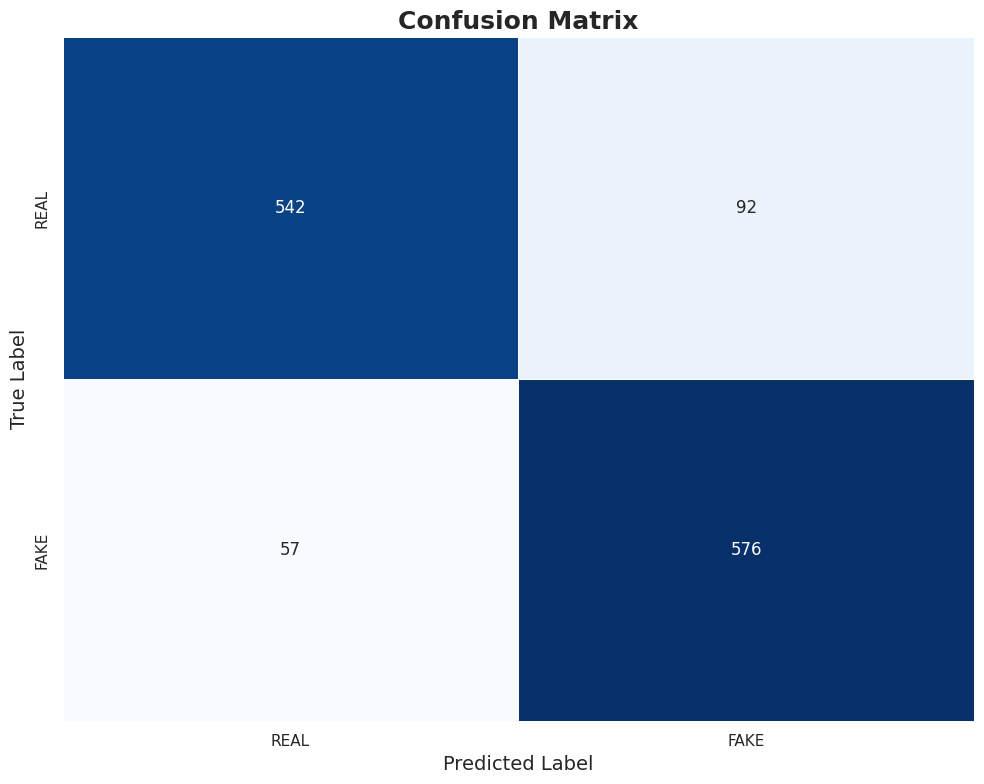 Confusion Matrix
True Label
REAL
542
92
FAKE
57
576
REAL
FAKE
Predicted Label